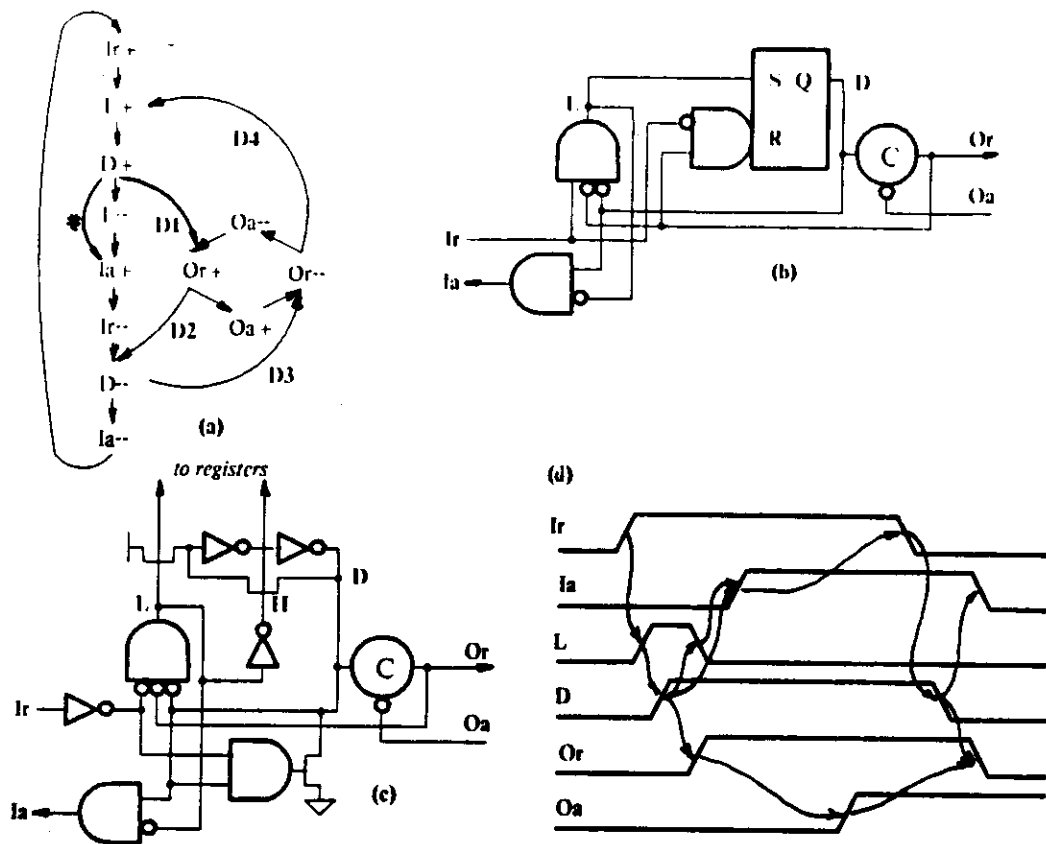 Ir +
L +
D4
D +
L--
*
D1
Oa--
Ia +
Or +
Or--
Ir--
D2
Oa +
D--
D3
(a)
Ia--
S Q
D
L
R
C
Or
Oa
Ir
Ia
(b)
to registers
D
L
H
C
Or
Ir
Oa
Ia
(c)
(d)
Ir
Ia
L
D
Or
Oa